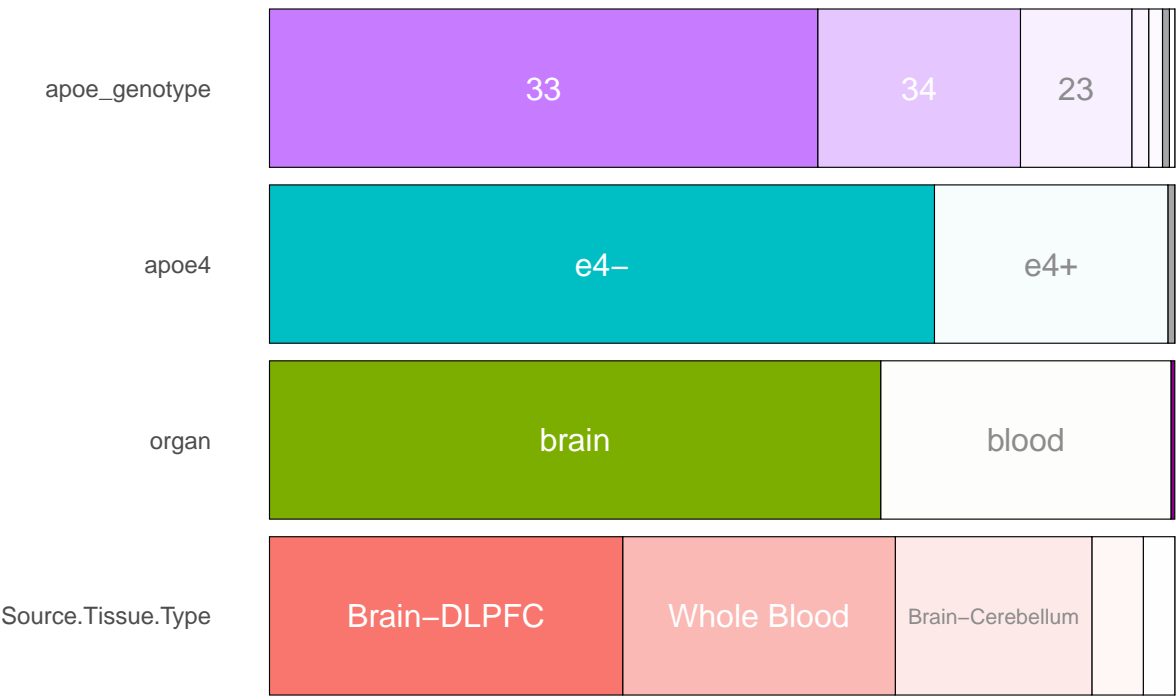 apoe_genotype 33 34 23
apoe4 e4− e4+
organ brain blood
Source.Tissue.Type Brain−DLPFC Whole Blood Brain−Cerebellum